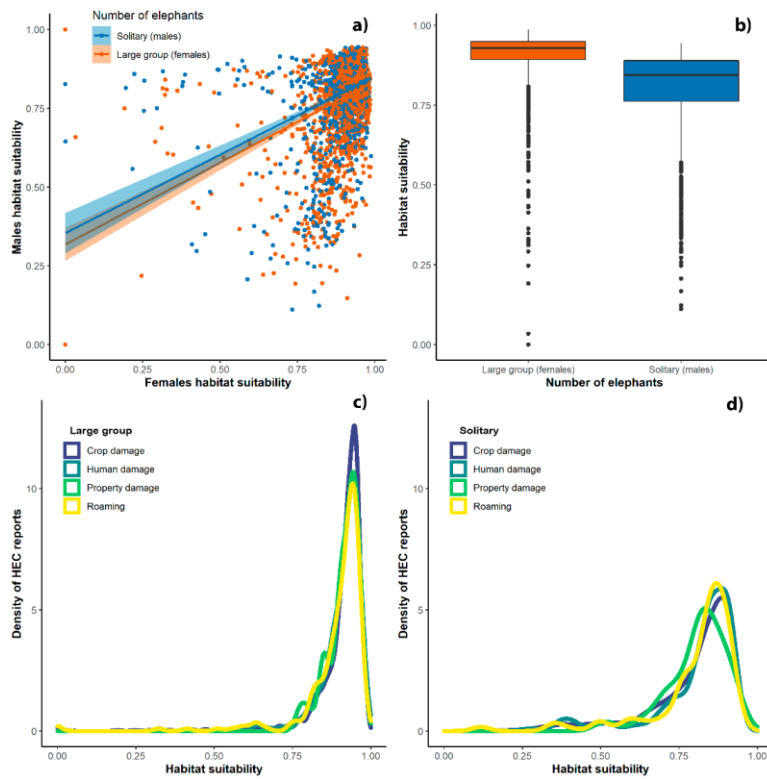 Number of elephants
Solitary (males)
Large group (females)
a)
1.00
0.75
0.50
0.25
0.00
Males habitat suitability
0.00
0.25
0.50
0.75
1.00
Females habitat suitability
b)
1.00
0.75
0.50
0.25
0.00
Habitat suitability
Large group (females)
Solitary (males)
Number of elephants
c)
Large group
Crop damage
Human damage
Property damage
Roaming
10
5
0
Density of HEC reports
0.00
0.25
0.50
0.75
1.00
Habitat suitability
d)
Solitary
Crop damage
Human damage
Property damage
Roaming
10
5
0
Density of HEC reports
0.00
0.25
0.50
0.75
1.00
Habitat suitability